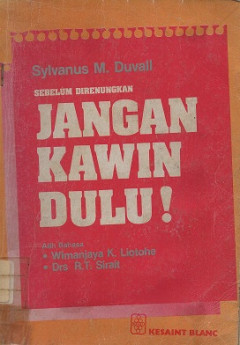 Sylvanus M. Duvall
SEBELUM DIRENUNGKAN
JANGAN
KAWIN
DULU!
Alih Bahasa
• Wimanjaya K. Liotohe
• Drs R.T. Sirait
KESAINT BLANC